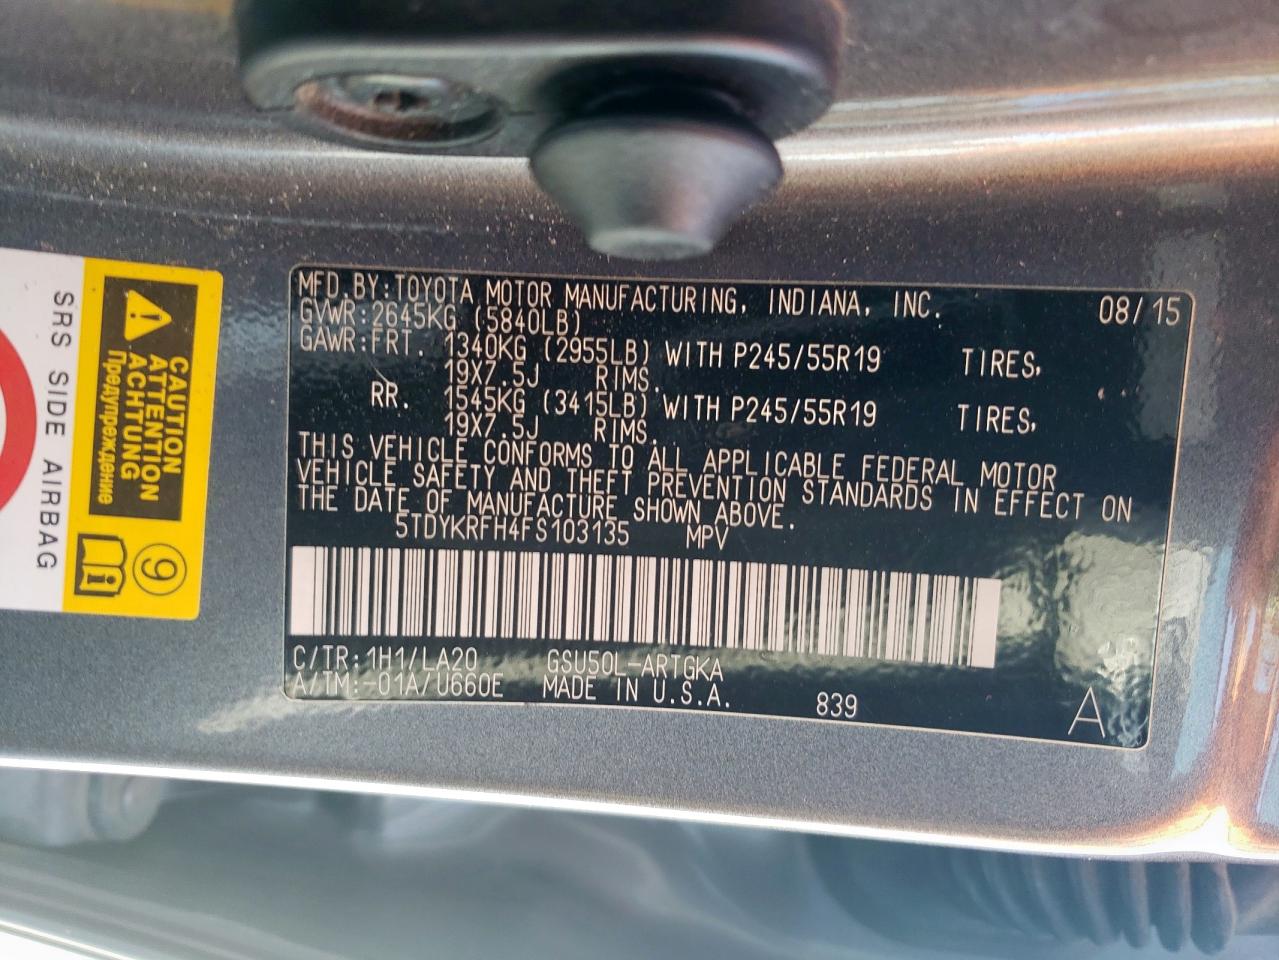 MFD.BY:TOYOTA MOTOR MANUFACTURING, INDIANA, INC. 08/15
GVWR:2645KG (5840LB)
GAWR:FRT. 1340KG (2955LB) WITH P245/55R19 TIRES,
19X7.5J RIMS.
RR. 1545KG (3415LB) WITH P245/55R19 TIRES,
19X7.5J RIMS.
THIS VEHICLE CONFORMS TO ALL APPLICABLE FEDERAL MOTOR
VEHICLE SAFETY AND THEFT PREVENTION STANDARDS IN EFFECT ON
THE DATE OF MANUFACTURE SHOWN ABOVE.
5TDYKRFH4FS103135 MPV
C/TR:1H1/LA20 GSU50L-ARTGKA
A/TM:-01A/U660E MADE IN U.S.A. 839 A
CAUTION
ATTENTION
ACHTUNG
Предупреждение
9
SRS SIDE AIRBAG